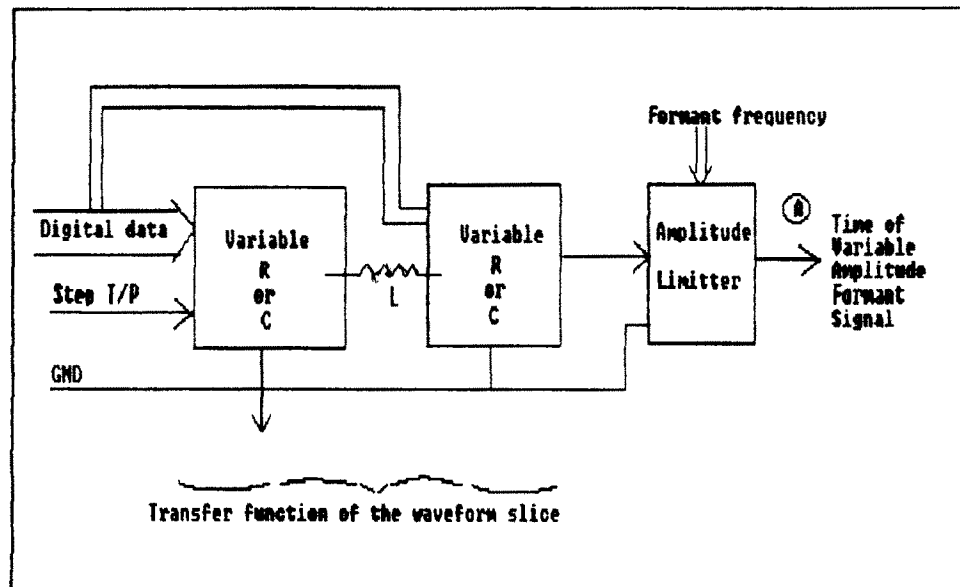 Formant frequency
Digital data
Step I/P
GND
Variable
R
or
C
L
Variable
R
or
C
Amplitude
Limitter
A
Time of
Variable
Amplitude
Formant
Signal
Transfer function of the waveform slice